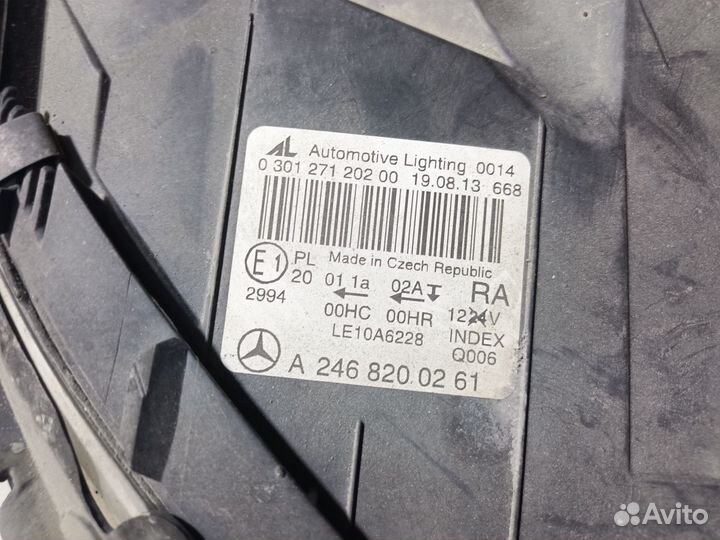 AL Automotive Lighting 0014
0 301 271 202 00 19.08.13 668
E1 PL Made in Czech Republic
20 01 1a 02A RA
2994 00HC 00HR 1224V
LE10A6228 INDEX
Q006
A 246 820 02 61
Avito